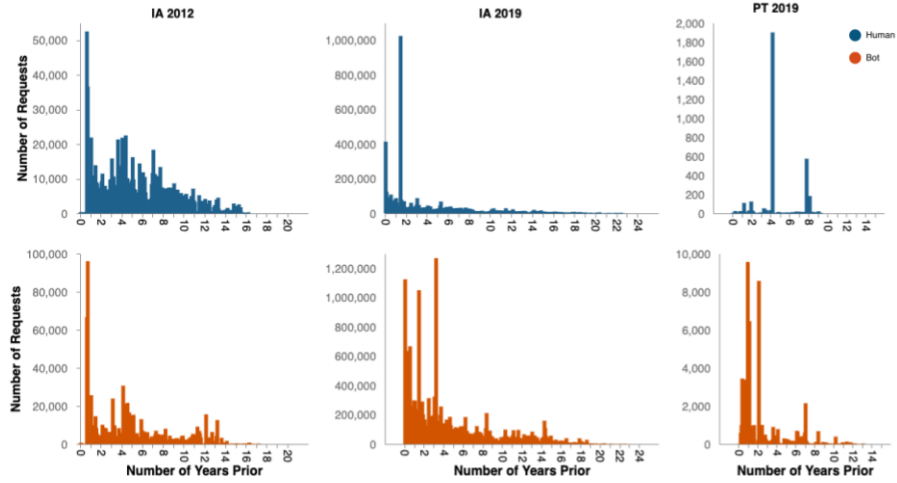 IA 2012
IA 2019
PT 2019
Human
Bot
Number of Requests
50,000
40,000
30,000
20,000
10,000
0
0 2 4 6 8 10 12 14 16 18 20
1,000,000
800,000
600,000
400,000
200,000
0
0 2 4 6 8 10 12 14 16 18 20 22 24
2,000
1,800
1,600
1,400
1,200
1,000
800
600
400
200
0
0 2 4 6 8 10 12 14
Number of Requests
100,000
80,000
60,000
40,000
20,000
0
0 2 4 6 8 10 12 14 16 18 20
Number of Years Prior
1,200,000
1,000,000
800,000
600,000
400,000
200,000
0
0 2 4 6 8 10 12 14 16 18 20 22 24
Number of Years Prior
10,000
8,000
6,000
4,000
2,000
0
0 2 4 6 8 10 12 14
Number of Years Prior